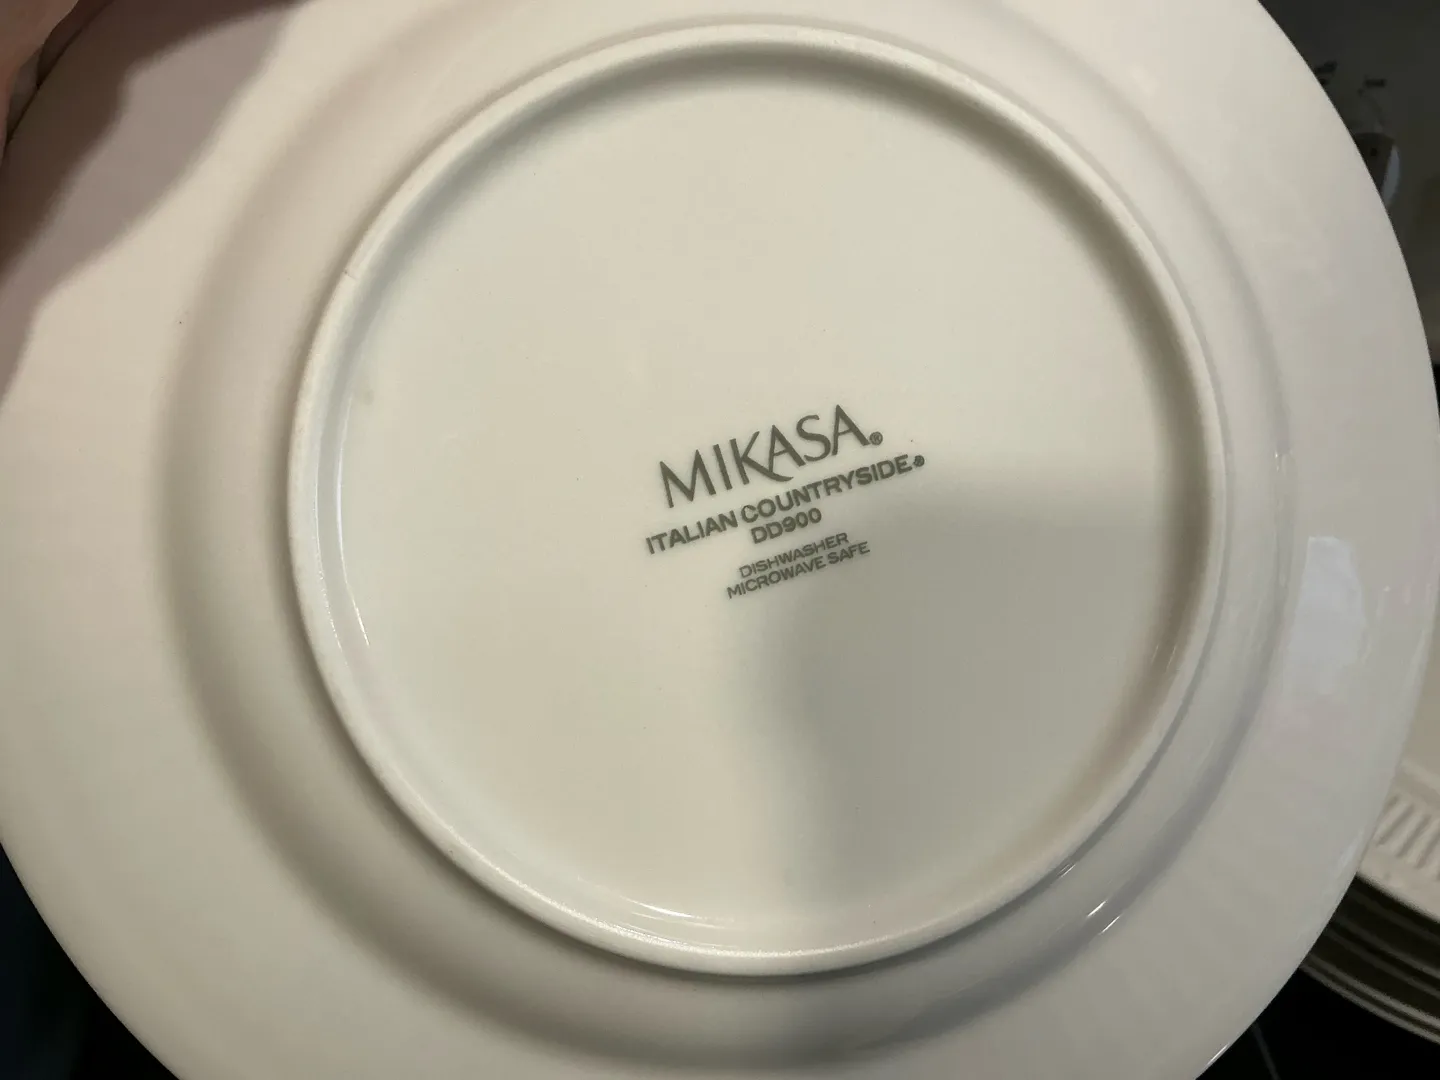 MIKASA®
ITALIAN COUNTRYSIDE®
DD900
DISHWASHER
MICROWAVE SAFE